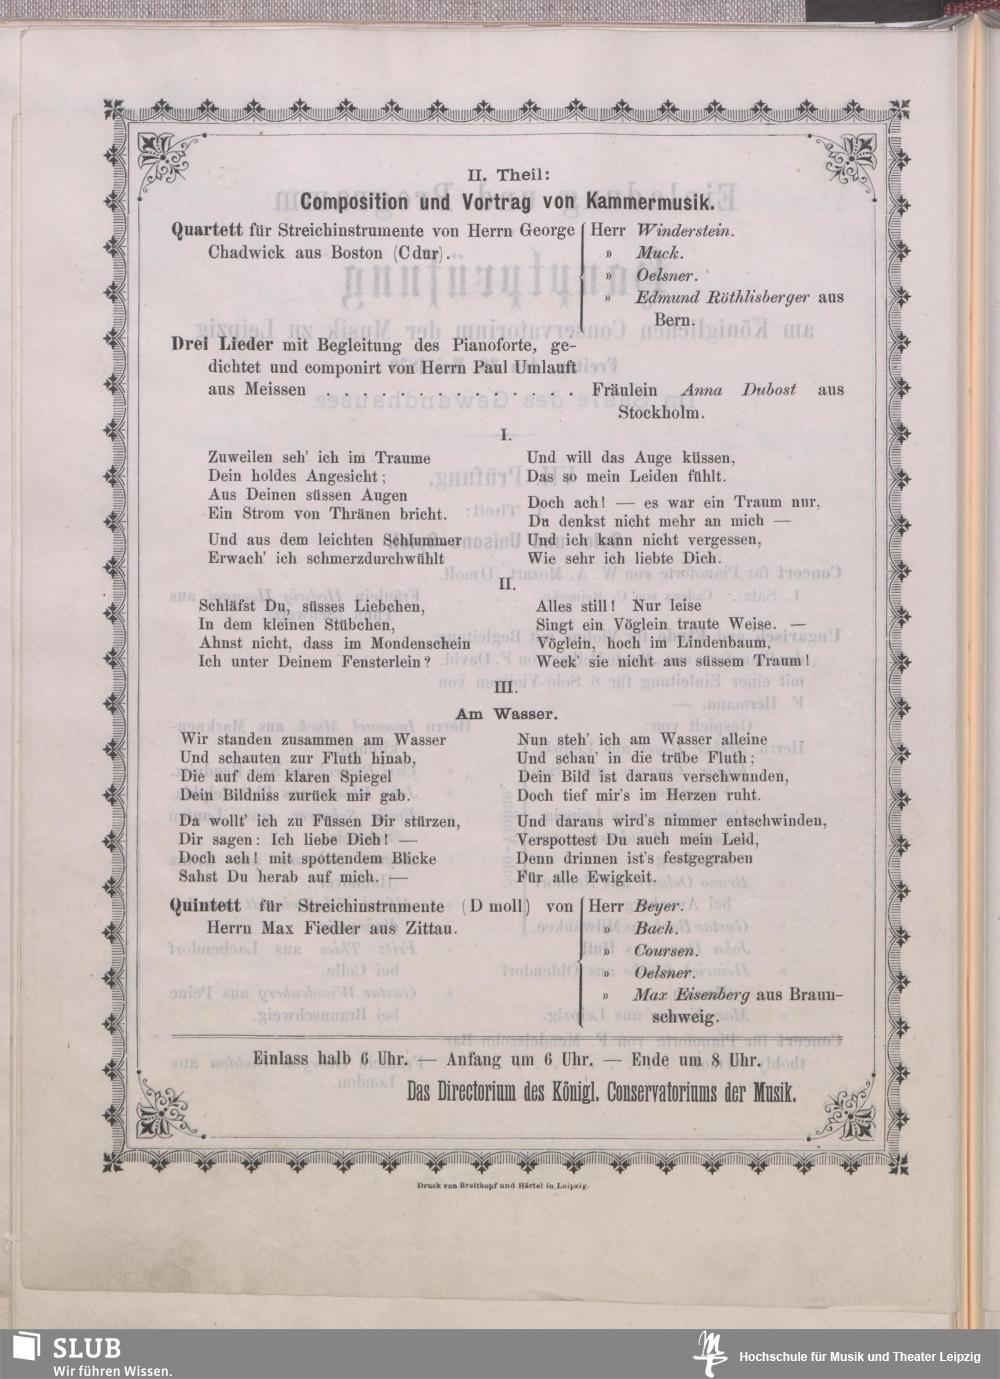 II. Theil:
Composition und Vortrag von Kammermusik.
Quartett für Streichinstrumente von Herrn George
Chadwick aus Boston (Cdur).
Herr Winderstein.
» Muck.
» Oelsner.
» Edmund Röthlisberger aus
Bern.
Drei Lieder mit Begleitung des Pianoforte, ge-
dichtet und componirt von Herrn Paul Umlauft
aus Meissen . . . . . . . . . . . . . . Fräulein Anna Dubost aus
Stockholm.
I.
Zuweilen seh' ich im Traume
Dein holdes Angesicht;
Aus Deinen süssen Augen
Ein Strom von Thränen bricht.
Und aus dem leichten Schlummer
Erwach' ich schmerzdurchwühlt
Und will das Auge küssen,
Das so mein Leiden fühlt.
Doch ach! — es war ein Traum nur,
Du denkst nicht mehr an mich —
Und ich kann nicht vergessen,
Wie sehr ich liebte Dich.
II.
Schläfst Du, süsses Liebchen,
In dem kleinen Stübchen,
Ahnst nicht, dass im Mondenschein
Ich unter Deinem Fensterlein?
Alles still! Nur leise
Singt ein Vöglein traute Weise. —
Vöglein, hoch im Lindenbaum,
Weck' sie nicht aus süssem Traum!
III.
Am Wasser.
Wir standen zusammen am Wasser
Und schauten zur Fluth hinab,
Die auf dem klaren Spiegel
Dein Bildniss zurück mir gab.
Da wollt' ich zu Füssen Dir stürzen,
Dir sagen: Ich liebe Dich! —
Doch ach! mit spottendem Blicke
Sahst Du herab auf mich. —
Nun steh' ich am Wasser alleine
Und schau' in die trübe Fluth;
Dein Bild ist daraus verschwunden,
Doch tief mir's im Herzen ruht.
Und daraus wird's nimmer entschwinden,
Verspottest Du auch mein Leid,
Denn drinnen ist's festgegraben
Für alle Ewigkeit.
Quintett für Streichinstrumente (D moll) von
Herrn Max Fiedler aus Zittau.
Herr Beyer.
» Bach.
» Coursen.
» Oelsner.
» Max Eisenberg aus Braun-
schweig.
Einlass halb 6 Uhr. — Anfang um 6 Uhr. — Ende um 8 Uhr.
Das Directorium des Königl. Conservatoriums der Musik.
Druck von Breitkopf und Härtel in Leipzig.
SLUB
Wir führen Wissen.
Hochschule für Musik und Theater Leipzig